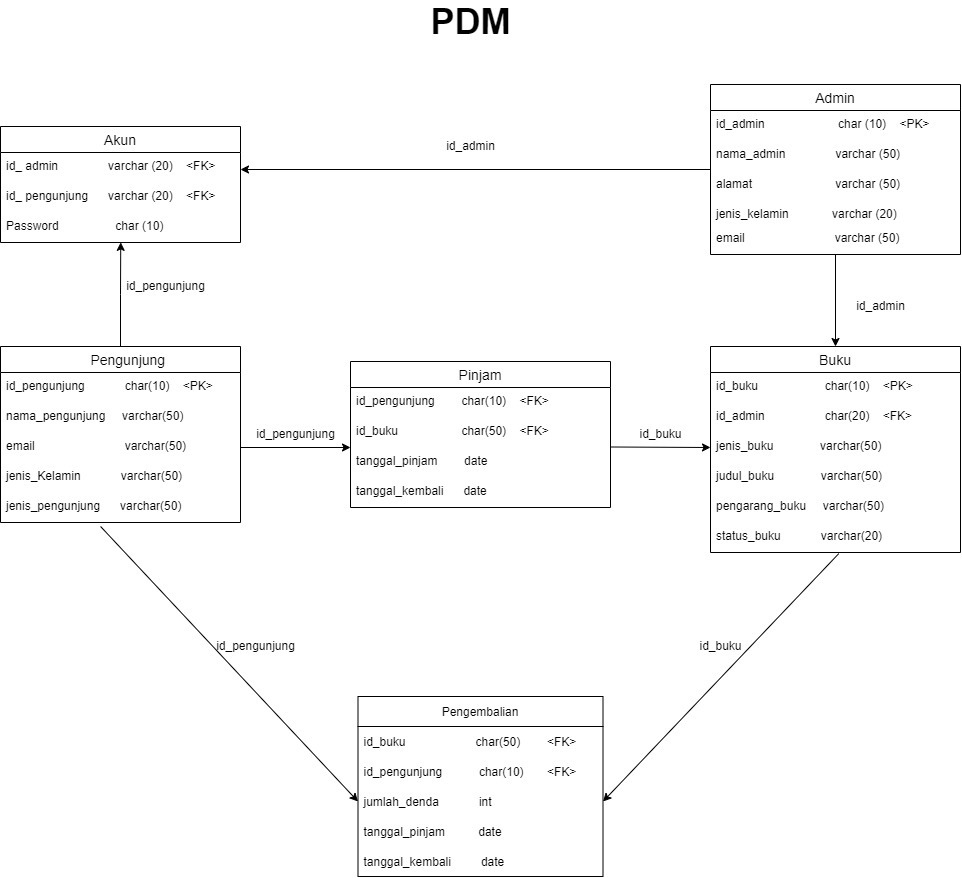 PDM
Akun
id_ admin varchar (20) <FK>
id_ pengunjung varchar (20) <FK>
Password char (10)
id_admin
Admin
id_admin char (10) <PK>
nama_admin varchar (50)
alamat varchar (50)
jenis_kelamin varchar (20)
email varchar (50)
id_pengunjung
id_admin
Pengunjung
id_pengunjung char(10) <PK>
nama_pengunjung varchar(50)
email varchar(50)
jenis_Kelamin varchar(50)
jenis_pengunjung varchar(50)
id_pengunjung
Pinjam
id_pengunjung char(10) <FK>
id_buku char(50) <FK>
tanggal_pinjam date
tanggal_kembali date
id_buku
Buku
id_buku char(10) <PK>
id_admin char(20) <FK>
jenis_buku varchar(50)
judul_buku varchar(50)
pengarang_buku varchar(50)
status_buku varchar(20)
id_pengunjung
id_buku
Pengembalian
id_buku char(50) <FK>
id_pengunjung char(10) <FK>
jumlah_denda int
tanggal_pinjam date
tanggal_kembali date